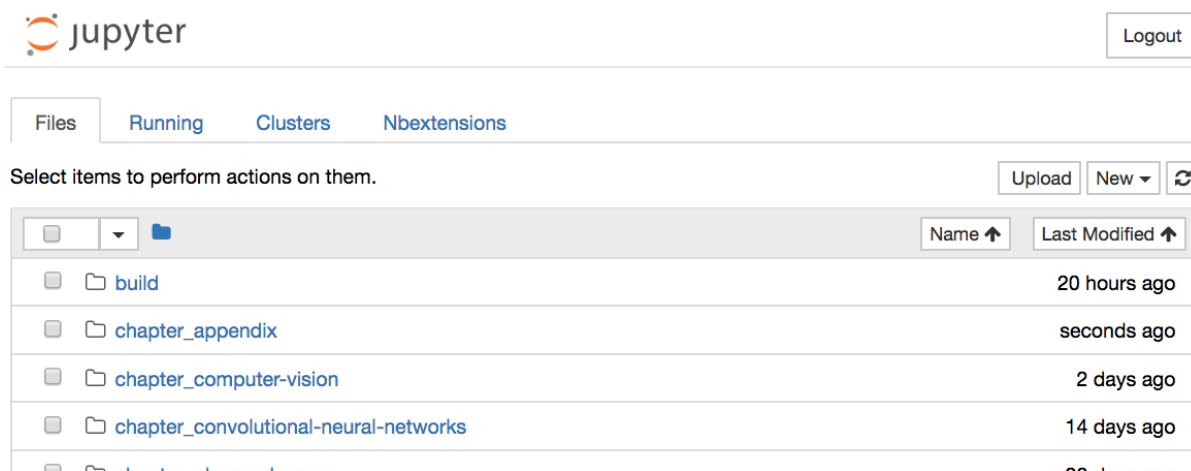 jupyter
Logout
Files Running Clusters Nbextensions
Select items to perform actions on them.
Upload New
Name Last Modified
build 20 hours ago
chapter_appendix seconds ago
chapter_computer-vision 2 days ago
chapter_convolutional-neural-networks 14 days ago